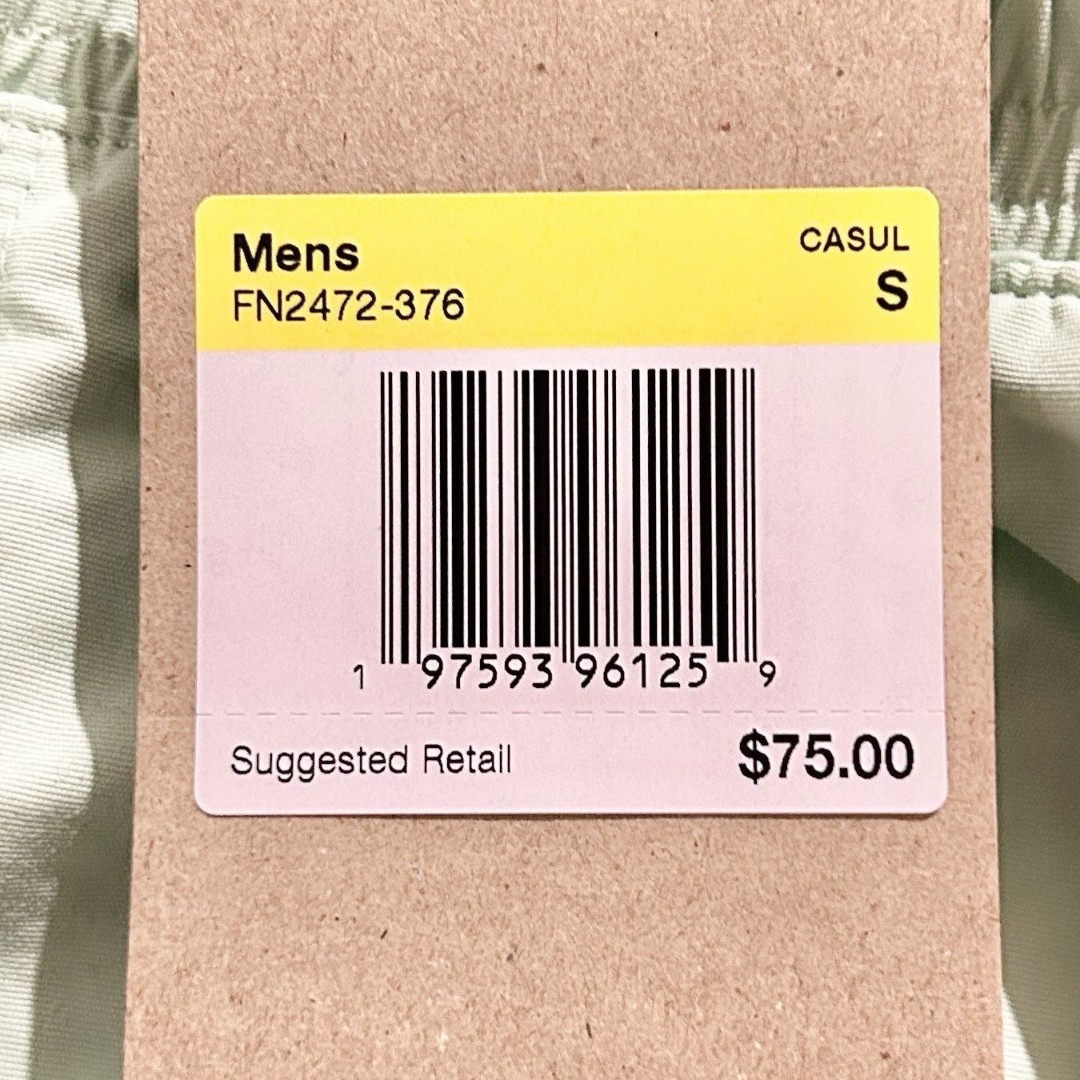 Mens
CASUL
FN2472-376
S
1 97593 96125 9
Suggested Retail $75.00